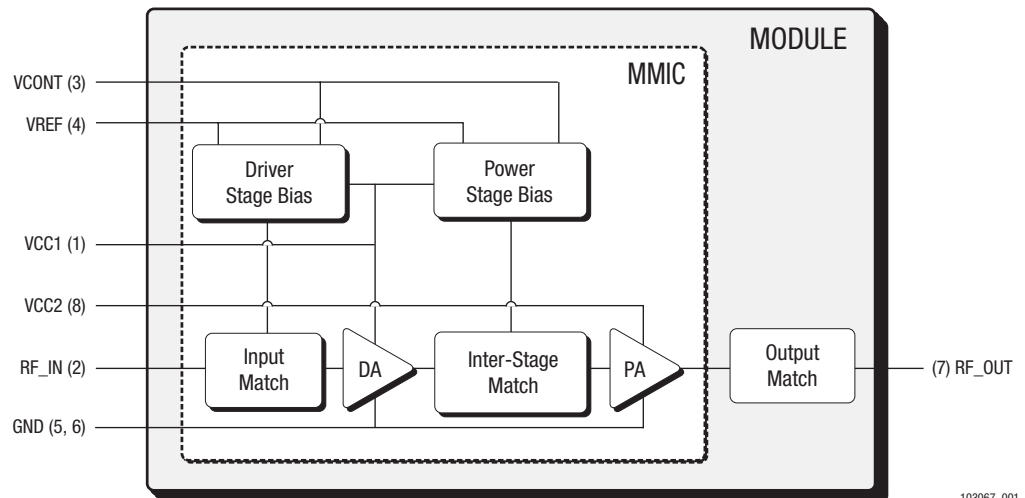 MODULE
MMIC
VCONT (3)
VREF (4)
Driver
Stage Bias
Power
Stage Bias
VCC1 (1)
VCC2 (8)
RF_IN (2)
Input
Match
DA
Inter-Stage
Match
PA
Output
Match
(7) RF_OUT
GND (5, 6)
103067_001